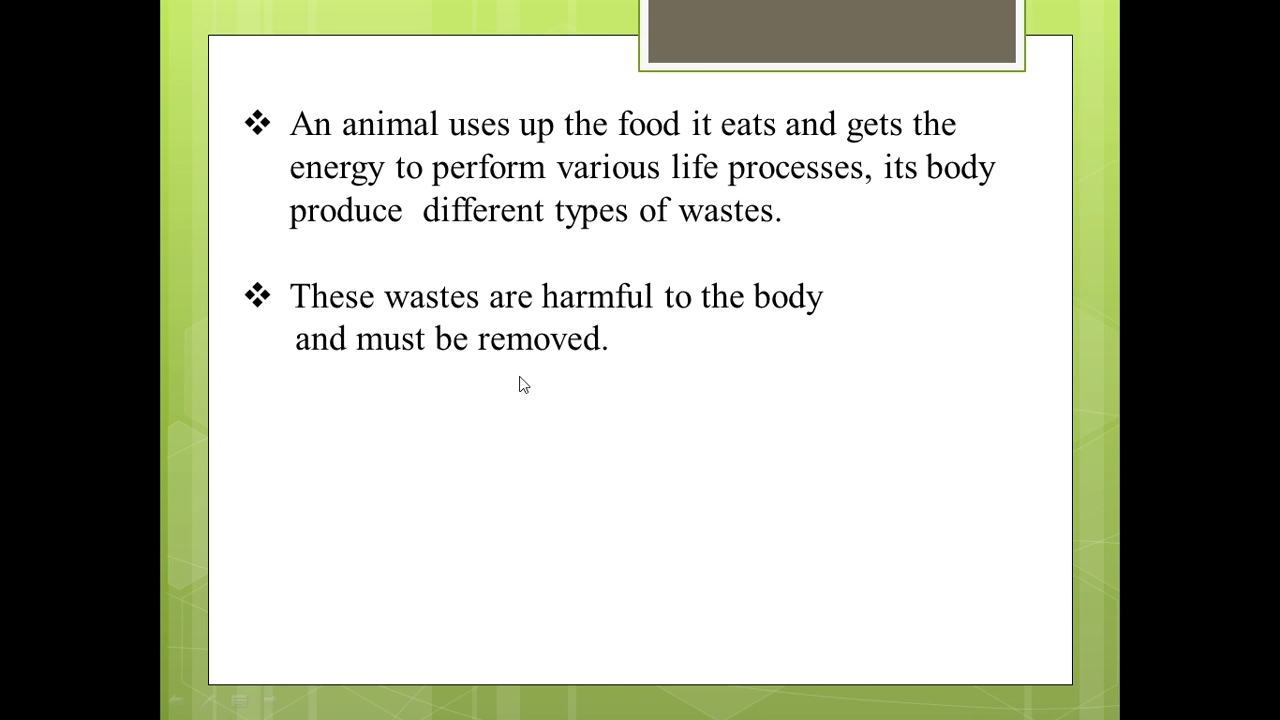 ❖ An animal uses up the food it eats and gets the
energy to perform various life processes, its body
produce  different types of wastes.
❖ These wastes are harmful to the body
and must be removed.